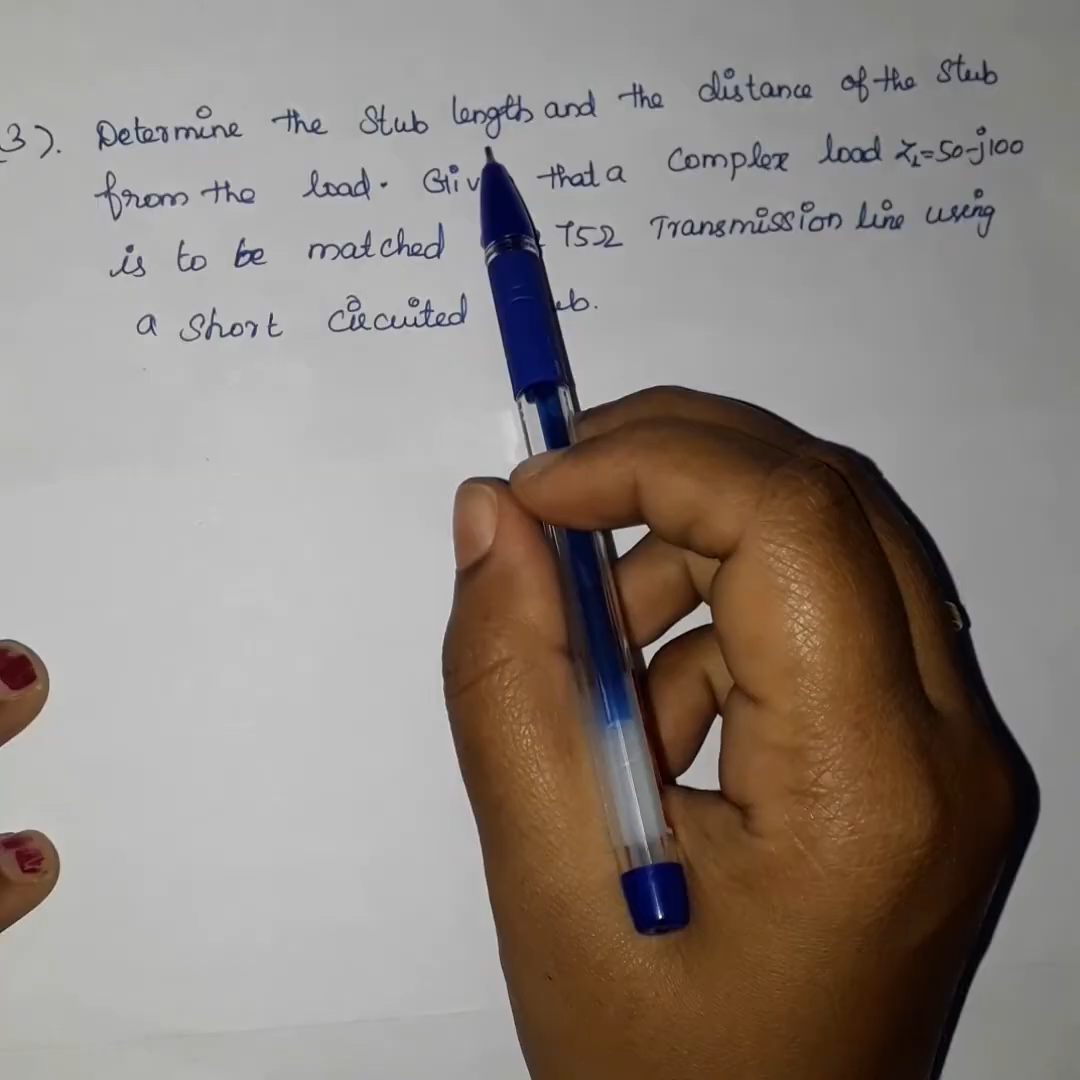 3). Determine the Stub length and the distance of the Stub
from the load. Giv that a Complex load ZL=50-j100
is to be matched 75Ω Transmission line using
a Short Circuited